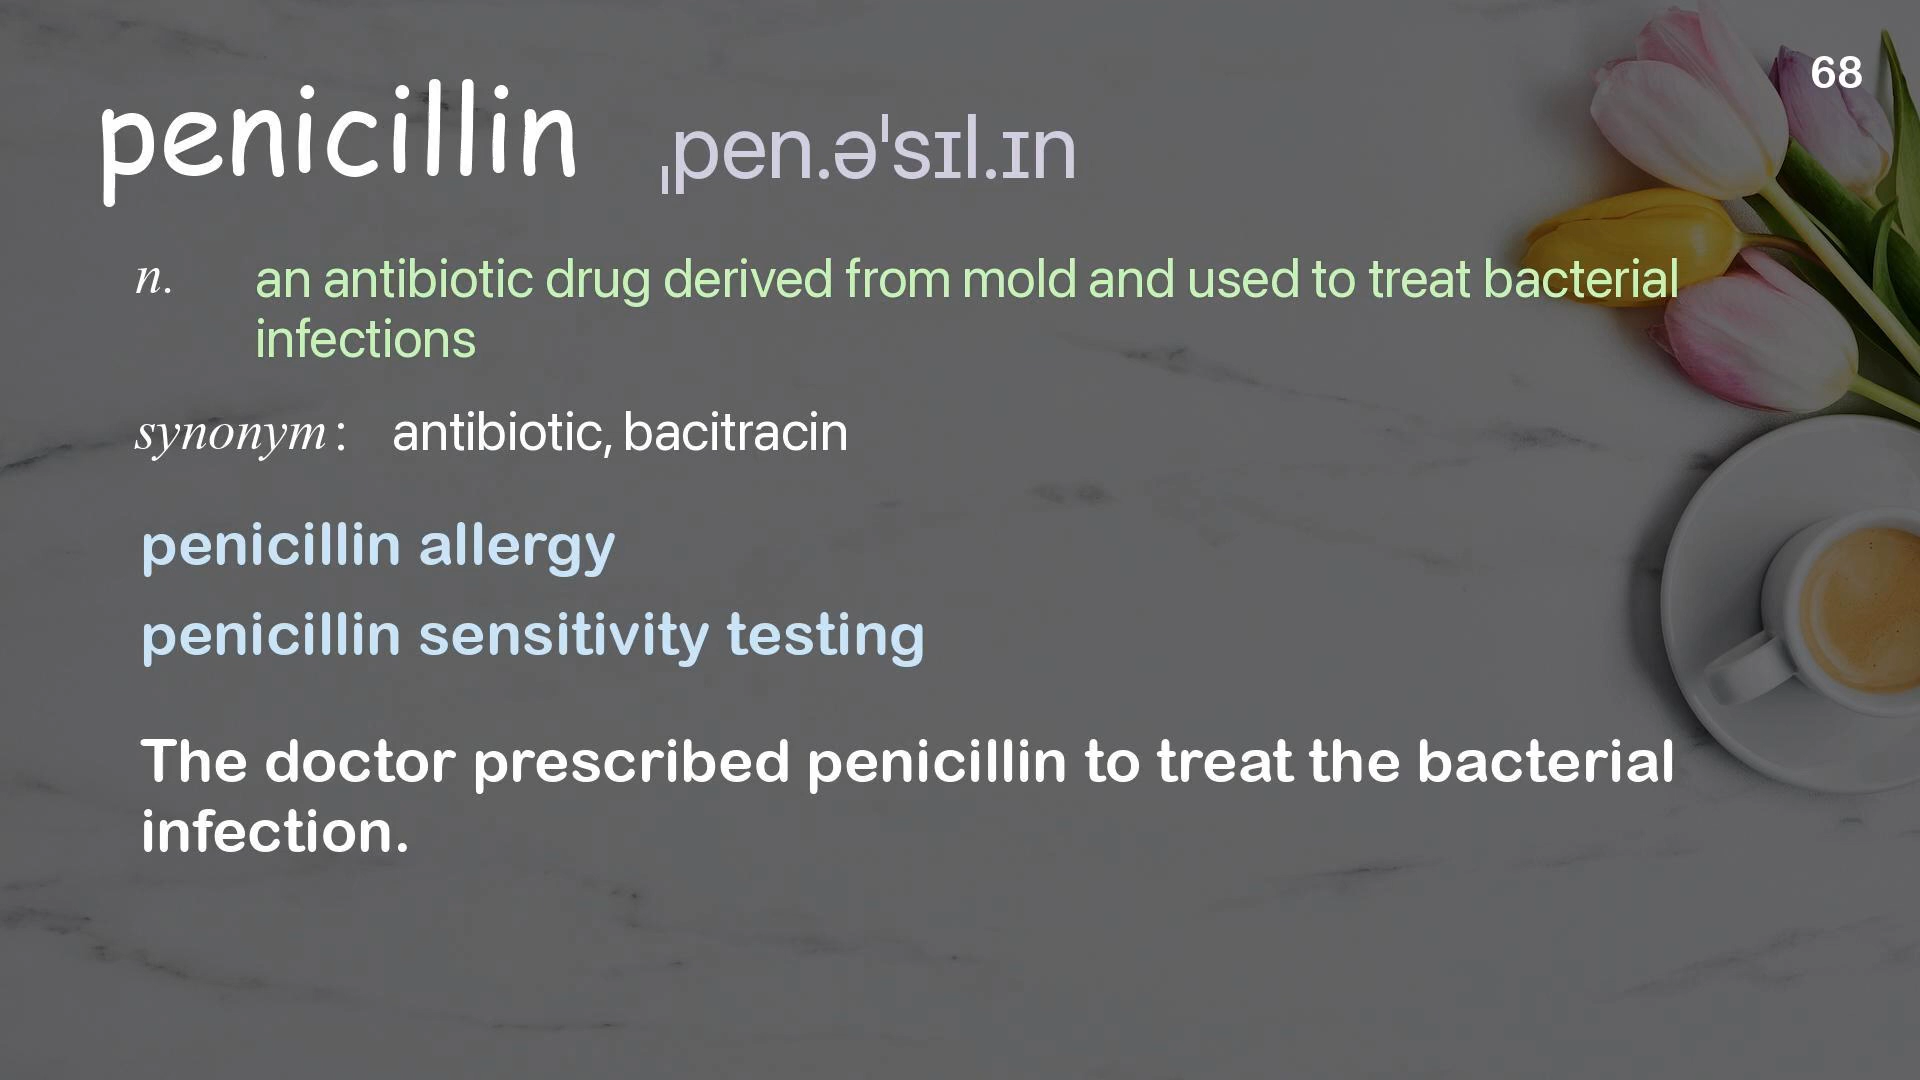 68
penicillin ˌpen.əˈsɪl.ɪn
n. an antibiotic drug derived from mold and used to treat bacterial
infections
synonym: antibiotic, bacitracin
penicillin allergy
penicillin sensitivity testing
The doctor prescribed penicillin to treat the bacterial
infection.